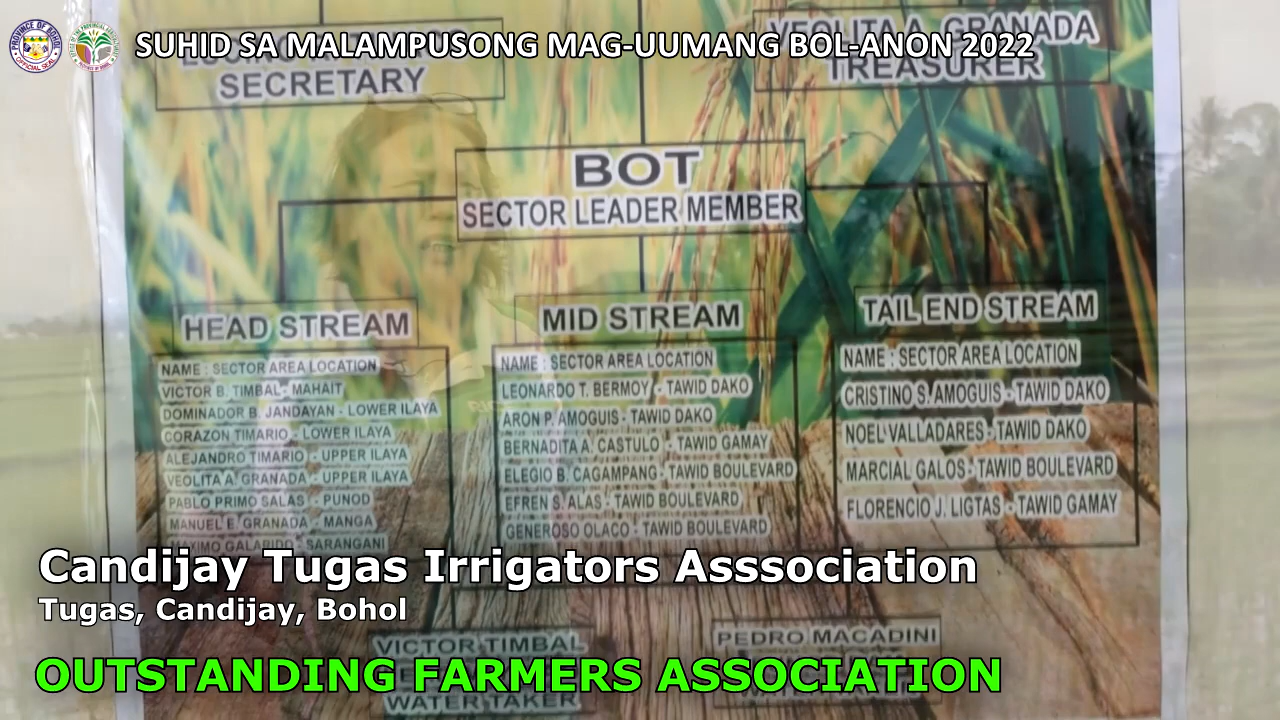 SUHID SA MALAMPUSONG MAG-UUMANG BOL-ANON 2022
SECRETARY
VEOLITA A. GRANADA
TREASURER
BOT
SECTOR LEADER MEMBER
HEAD STREAM
NAME : SECTOR AREA LOCATION
VICTOR B. TIMBAL - MAHAIT
DOMINADOR B. JANDAYAN - LOWER ILAYA
CORAZON TIMARIO - LOWER ILAYA
ALEJANDRO TIMARIO - UPPER ILAYA
VEOLITA A. GRANADA - UPPER ILAYA
PABLO PRIMO SALAS - PUNOD
MANUEL E. GRANADA - MANGA
MAXIMO GALABIDO - SARANGANI
MID STREAM
NAME : SECTOR AREA LOCATION
LEONARDO T. BERMOY - TAWID DAKO
ARON P. AMOGUIS - TAWID DAKO
BERNADITA A. CASTULO - TAWID GAMAY
ELEGIO B. CAGAMPANG - TAWID BOULEVARD
EFREN S. ALAS - TAWID BOULEVARD
GENEROSO OLACO - TAWID BOULEVARD
TAIL END STREAM
NAME : SECTOR AREA LOCATION
CRISTINO S. AMOGUIS - TAWID DAKO
NOEL VALLADARES - TAWID DAKO
MARCIAL GALOS - TAWID BOULEVARD
FLORENCIO J. LIGTAS - TAWID GAMAY
Candijay Tugas Irrigators Asssociation
Tugas, Candijay, Bohol
VICTOR TIMBAL
WATER TAKER
PEDRO MACADINI
OUTSTANDING FARMERS ASSOCIATION